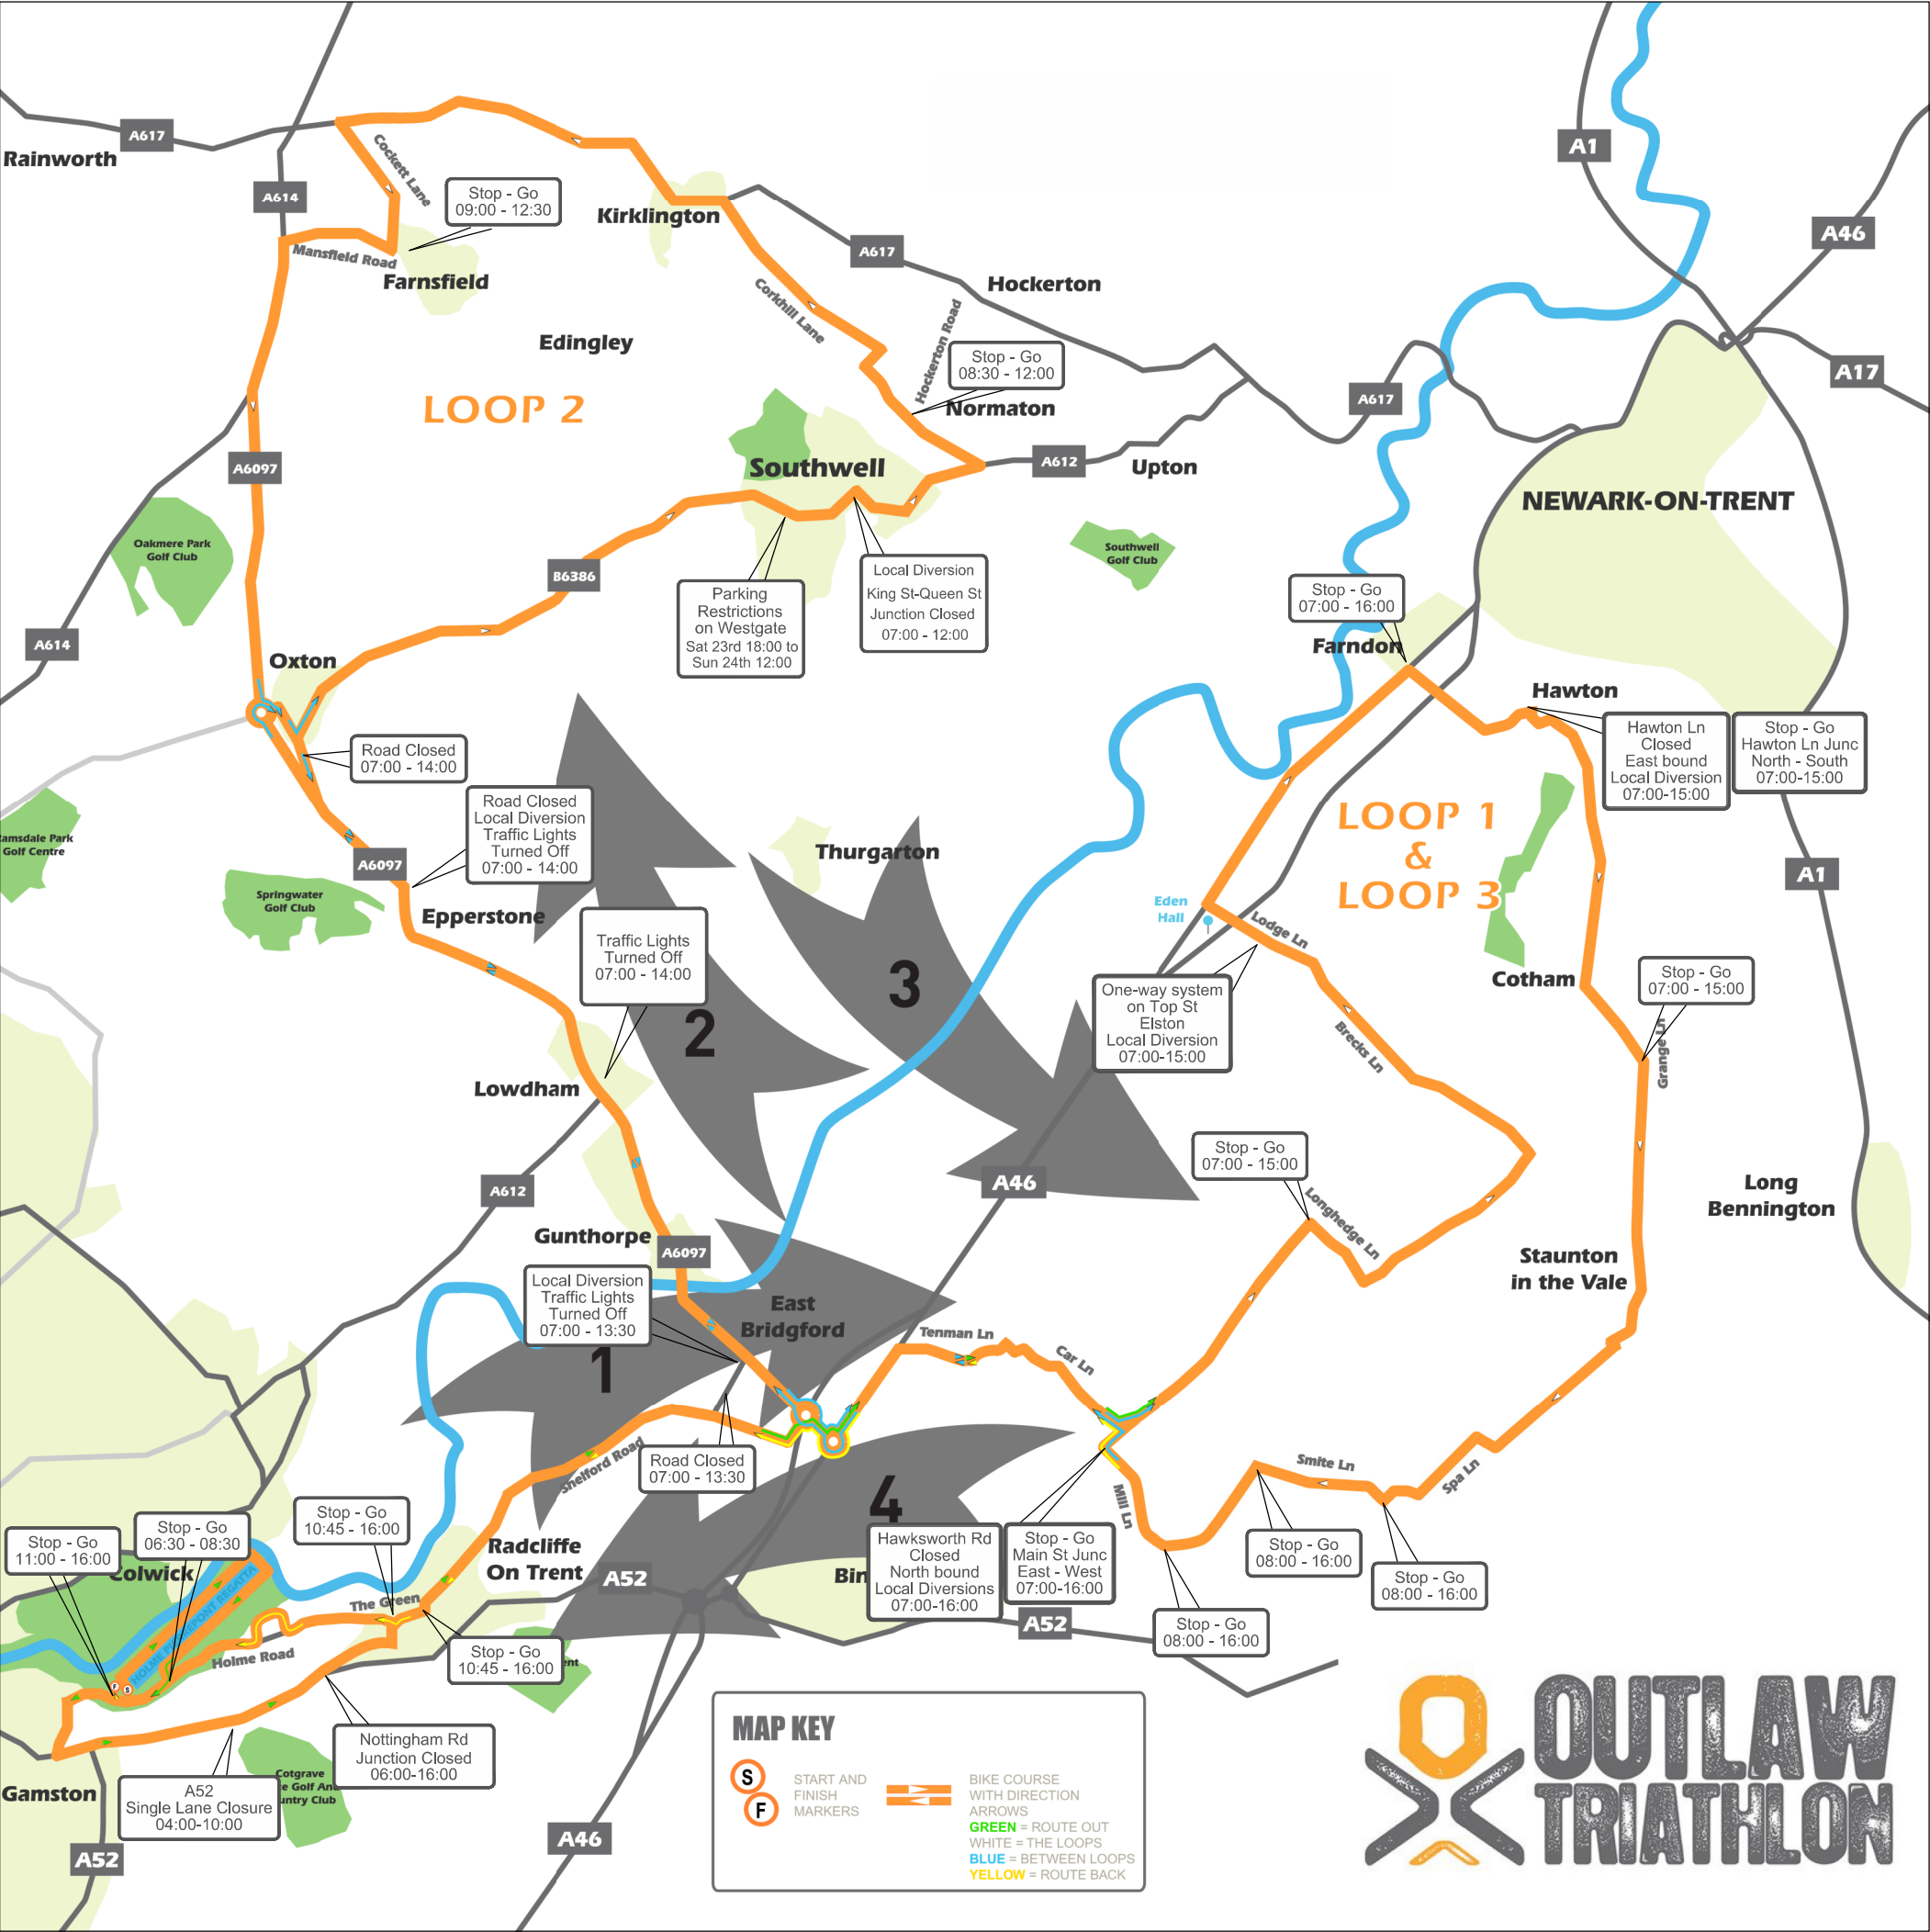 A617
Rainworth
A614
Cockett Lane
Stop - Go
09:00 - 12:30
Mansfield Road
Farnsfield
Kirklington
A617
Hockerton
Corkhill Lane
Hockerton Road
Edingley
LOOP 2
Stop - Go
08:30 - 12:00
Normaton
A1
A46
A17
A617
A6097
Southwell
A612
Upton
NEWARK-ON-TRENT
Oakmere Park
Golf Club
Southwell
Golf Club
B6386
Parking
Restrictions
on Westgate
Sat 23rd 18:00 to
Sun 24th 12:00
Local Diversion
King St-Queen St
Junction Closed
07:00 - 12:00
Stop - Go
07:00 - 16:00
Farndon
A614
Oxton
Hawton
Hawton Ln
Closed
East bound
Local Diversion
07:00-15:00
Stop - Go
Hawton Ln Junc
North - South
07:00-15:00
Road Closed
07:00 - 14:00
Road Closed
Local Diversion
Traffic Lights
Turned Off
07:00 - 14:00
LOOP 1
&
LOOP 3
amsdale Park
Golf Centre
A6097
Thurgarton
A1
Springwater
Golf Club
Epperstone
Eden
Hall
Lodge Ln
Traffic Lights
Turned Off
07:00 - 14:00
3
2
Cotham
Stop - Go
07:00 - 15:00
One-way system
on Top St
Elston
Local Diversion
07:00-15:00
Brecks Ln
Grange Ln
Lowdham
Stop - Go
07:00 - 15:00
A612
A46
Long
Bennington
Longhedge Ln
Gunthorpe
A6097
Staunton
in the Vale
Local Diversion
Traffic Lights
Turned Off
07:00 - 13:30
East
Bridgford
1
Tenman Ln
Car Ln
Shelford Road
Road Closed
07:00 - 13:30
4
Smite Ln
Spa Ln
Mill Ln
Stop - Go
10:45 - 16:00
Stop - Go
06:30 - 08:30
Stop - Go
11:00 - 16:00
Colwick
Radcliffe
On Trent
A52
Bin
Hawksworth Rd
Closed
North bound
Local Diversions
07:00-16:00
Stop - Go
Main St Junc
East - West
07:00-16:00
Stop - Go
08:00 - 16:00
Stop - Go
08:00 - 16:00
Stop - Go
08:00 - 16:00
A52
The Green
Holme Road
Stop - Go
10:45 - 16:00
ent
F
S
Nottingham Rd
Junction Closed
06:00-16:00
Gamston
A52
Single Lane Closure
04:00-10:00
Cotgrave
e Golf And
untry Club
A52
A46
MAP KEY
S
F
START AND
FINISH
MARKERS
BIKE COURSE
WITH DIRECTION
ARROWS
GREEN = ROUTE OUT
WHITE = THE LOOPS
BLUE = BETWEEN LOOPS
YELLOW = ROUTE BACK
OUTLAW
TRIATHLON